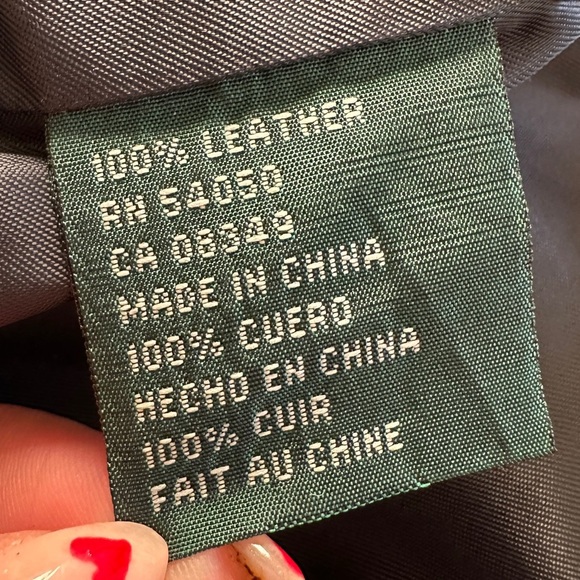 100% LEATHER
RN 54050
CA 08349
MADE IN CHINA
100% CUERO
HECHO EN CHINA
100% CUIR
FAIT AU CHINE